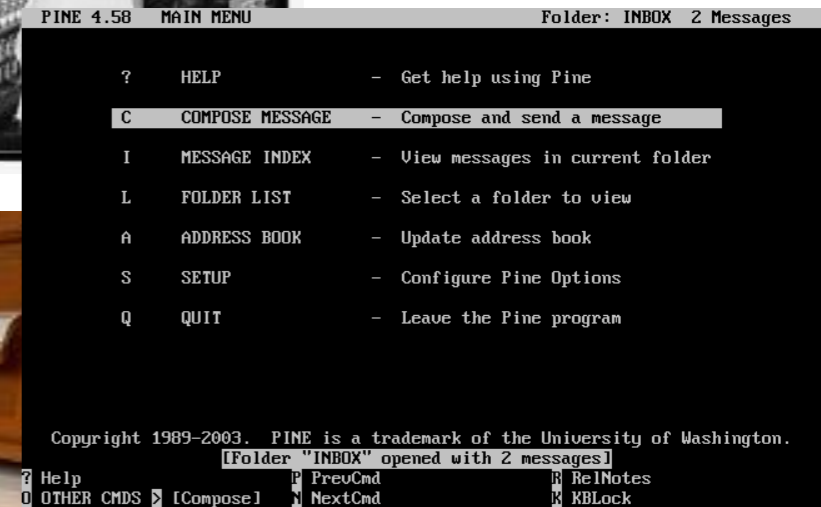 PINE 4.58 MAIN MENU Folder: INBOX 2 Messages
? HELP - Get help using Pine
C COMPOSE MESSAGE - Compose and send a message
I MESSAGE INDEX - View messages in current folder
L FOLDER LIST - Select a folder to view
A ADDRESS BOOK - Update address book
S SETUP - Configure Pine Options
Q QUIT - Leave the Pine program
Copyright 1989-2003. PINE is a trademark of the University of Washington.
[Folder "INBOX" opened with 2 messages]
? Help P PrevCmd R RelNotes
O OTHER CMDS > [Compose] N NextCmd K KBLock